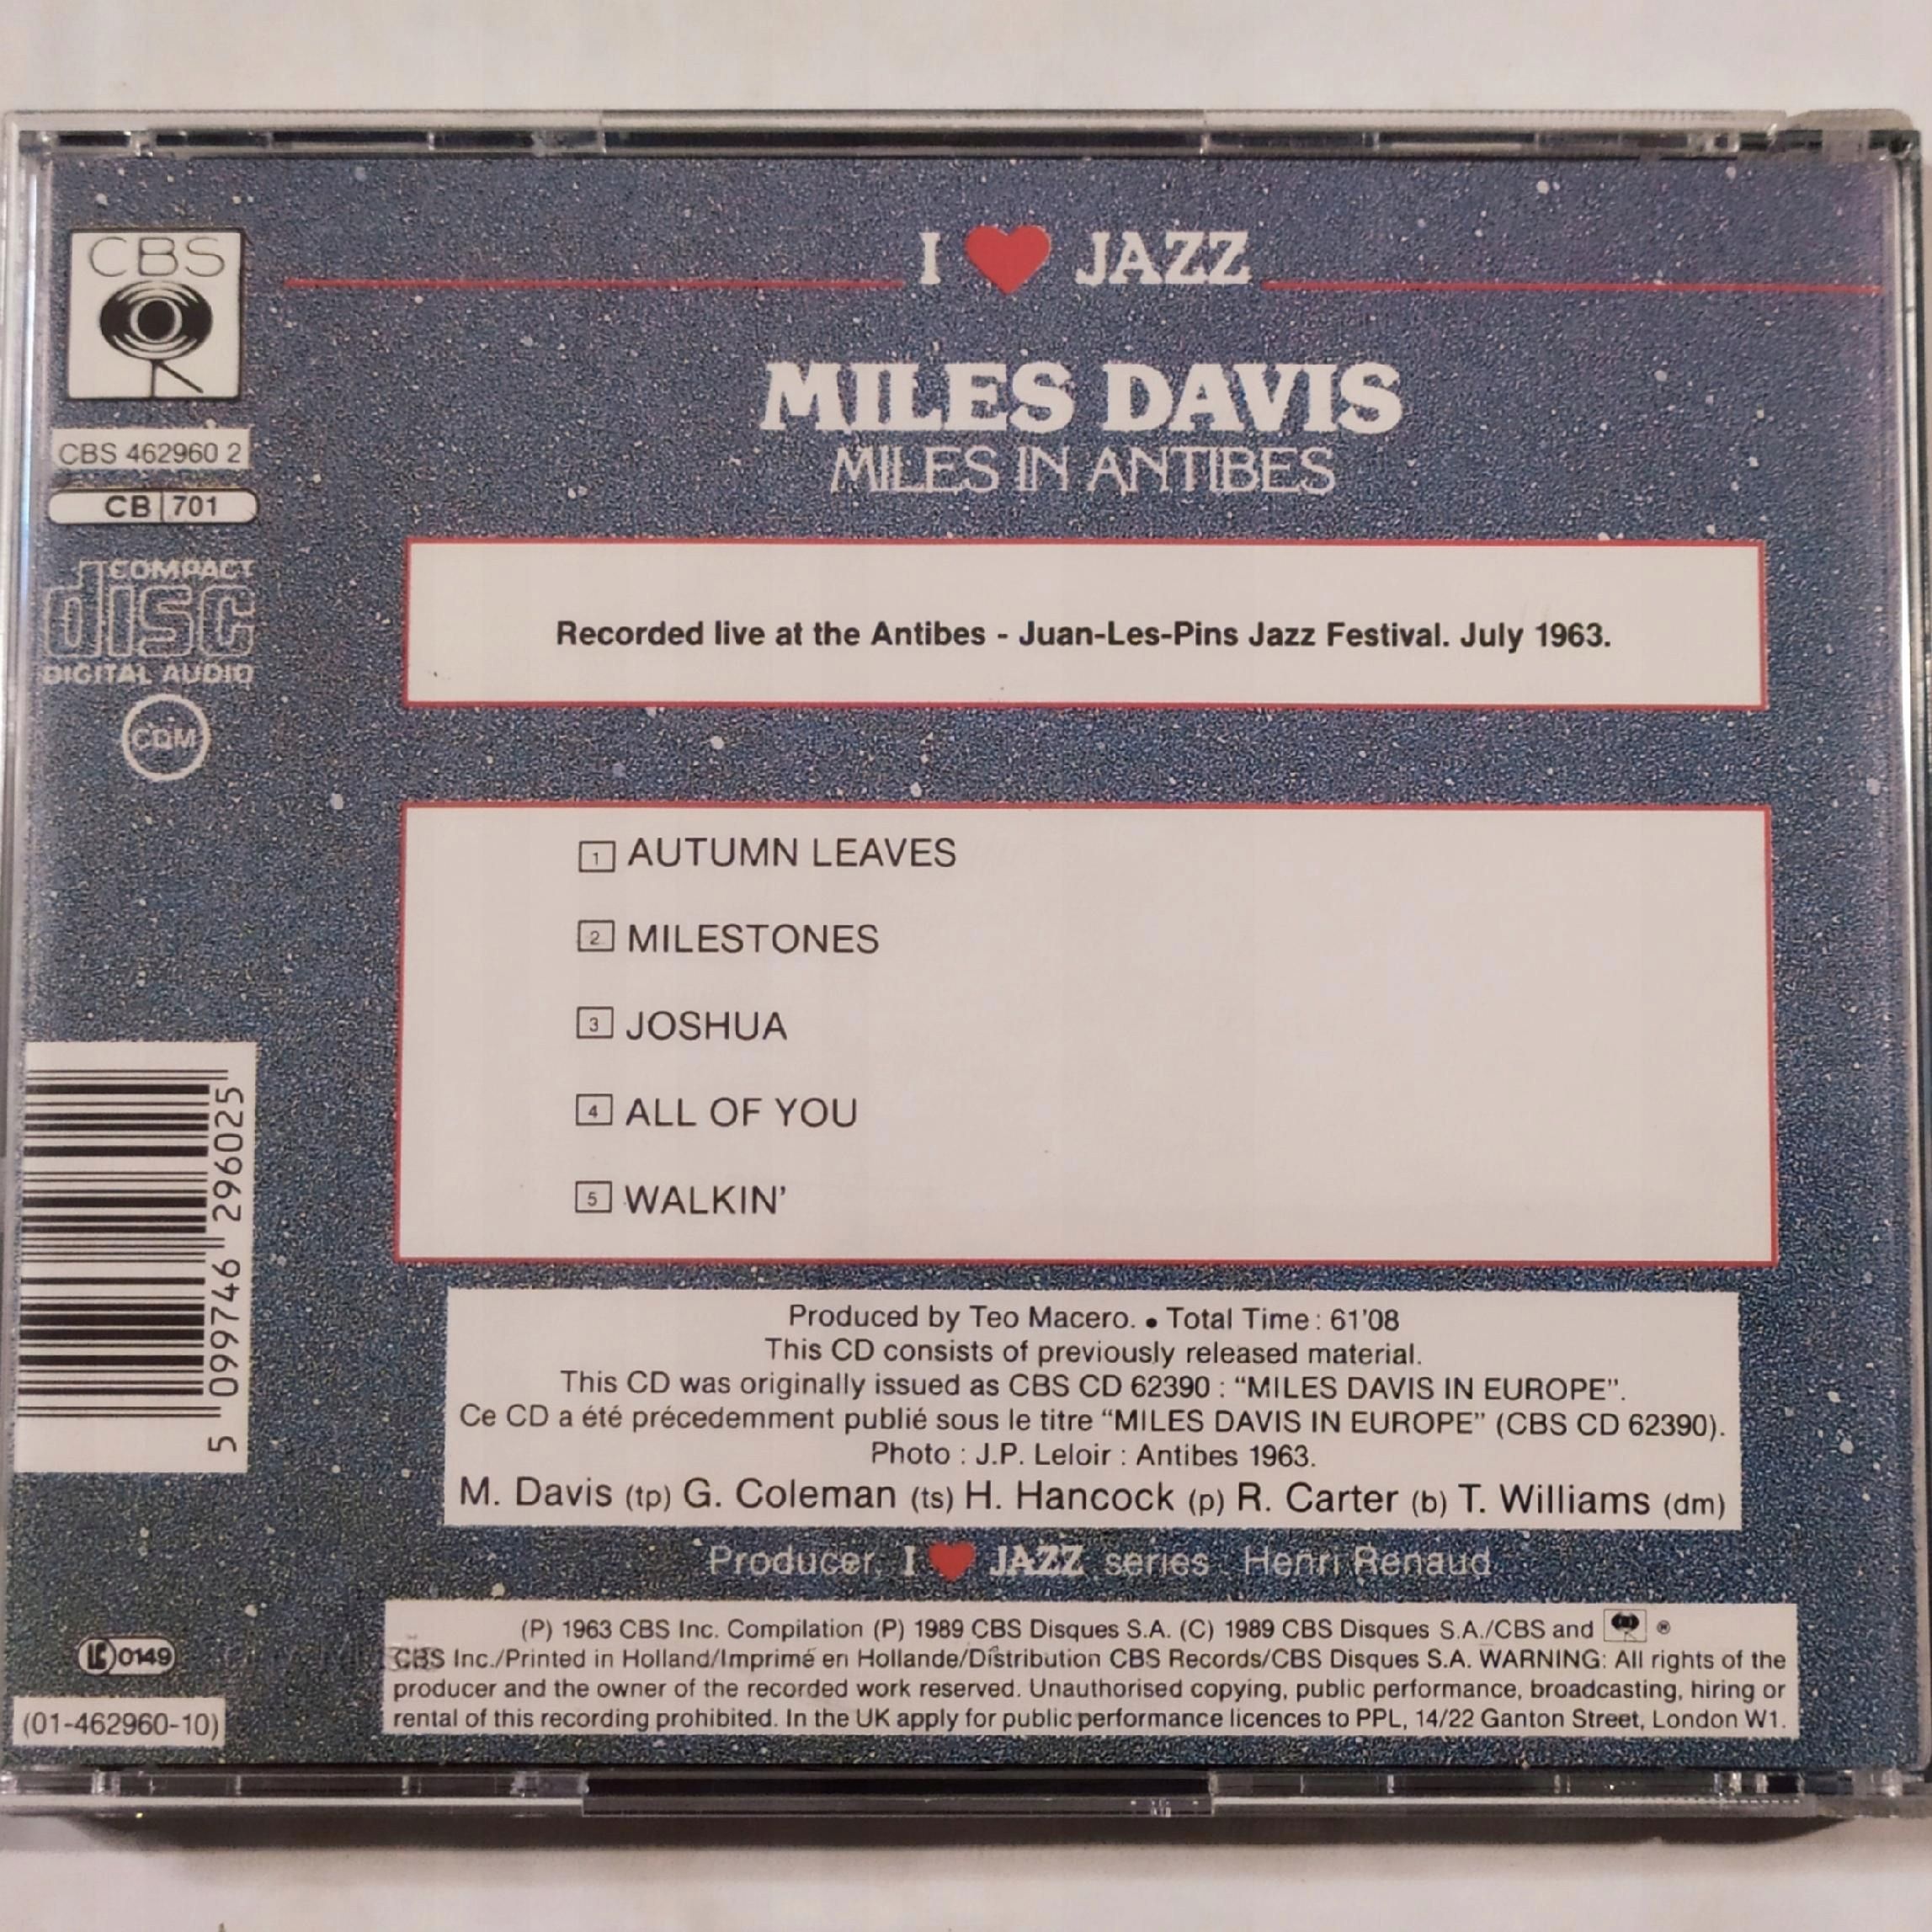 CBS
CBS 462960 2
CB 701
COMPACT
disc
DIGITAL AUDIO
CDM
5 099746 296025
LC 0149
(01-462960-10)
I ♥ JAZZ
MILES DAVIS
MILES IN ANTIBES
Recorded live at the Antibes - Juan-Les-Pins Jazz Festival. July 1963.
1 AUTUMN LEAVES
2 MILESTONES
3 JOSHUA
4 ALL OF YOU
5 WALKIN'
Produced by Teo Macero. • Total Time : 61'08
This CD consists of previously released material.
This CD was originally issued as CBS CD 62390 : “MILES DAVIS IN EUROPE”.
Ce CD a été précedemment publié sous le titre “MILES DAVIS IN EUROPE” (CBS CD 62390).
Photo : J.P. Leloir : Antibes 1963.
M. Davis (tp) G. Coleman (ts) H. Hancock (p) R. Carter (b) T. Williams (dm)
Producer, I ♥ JAZZ series : Henri Renaud
(P) 1963 CBS Inc. Compilation (P) 1989 CBS Disques S.A. (C) 1989 CBS Disques S.A./CBS and ®
CBS Inc./Printed in Holland/Imprimé en Hollande/Distribution CBS Records/CBS Disques S.A. WARNING: All rights of the
producer and the owner of the recorded work reserved. Unauthorised copying, public performance, broadcasting, hiring or
rental of this recording prohibited. In the UK apply for public performance licences to PPL, 14/22 Ganton Street, London W1.